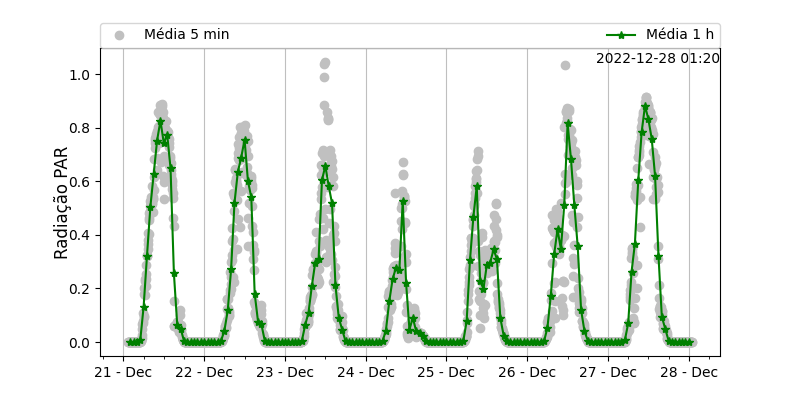 Média 5 min
Média 1 h
2022-12-28 01:20
Radiação PAR
1.0
0.8
0.6
0.4
0.2
0.0
21 - Dec
22 - Dec
23 - Dec
24 - Dec
25 - Dec
26 - Dec
27 - Dec
28 - Dec